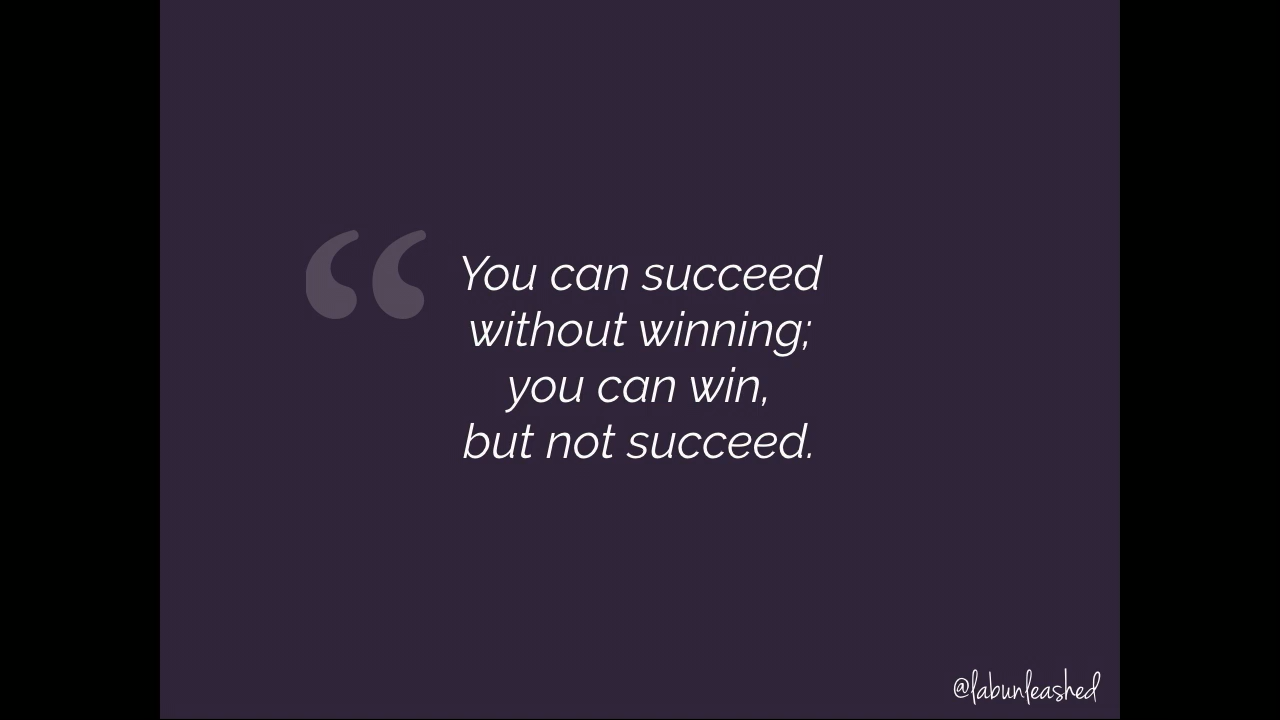 “
You can succeed
without winning;
you can win,
but not succeed.
@labunleashed